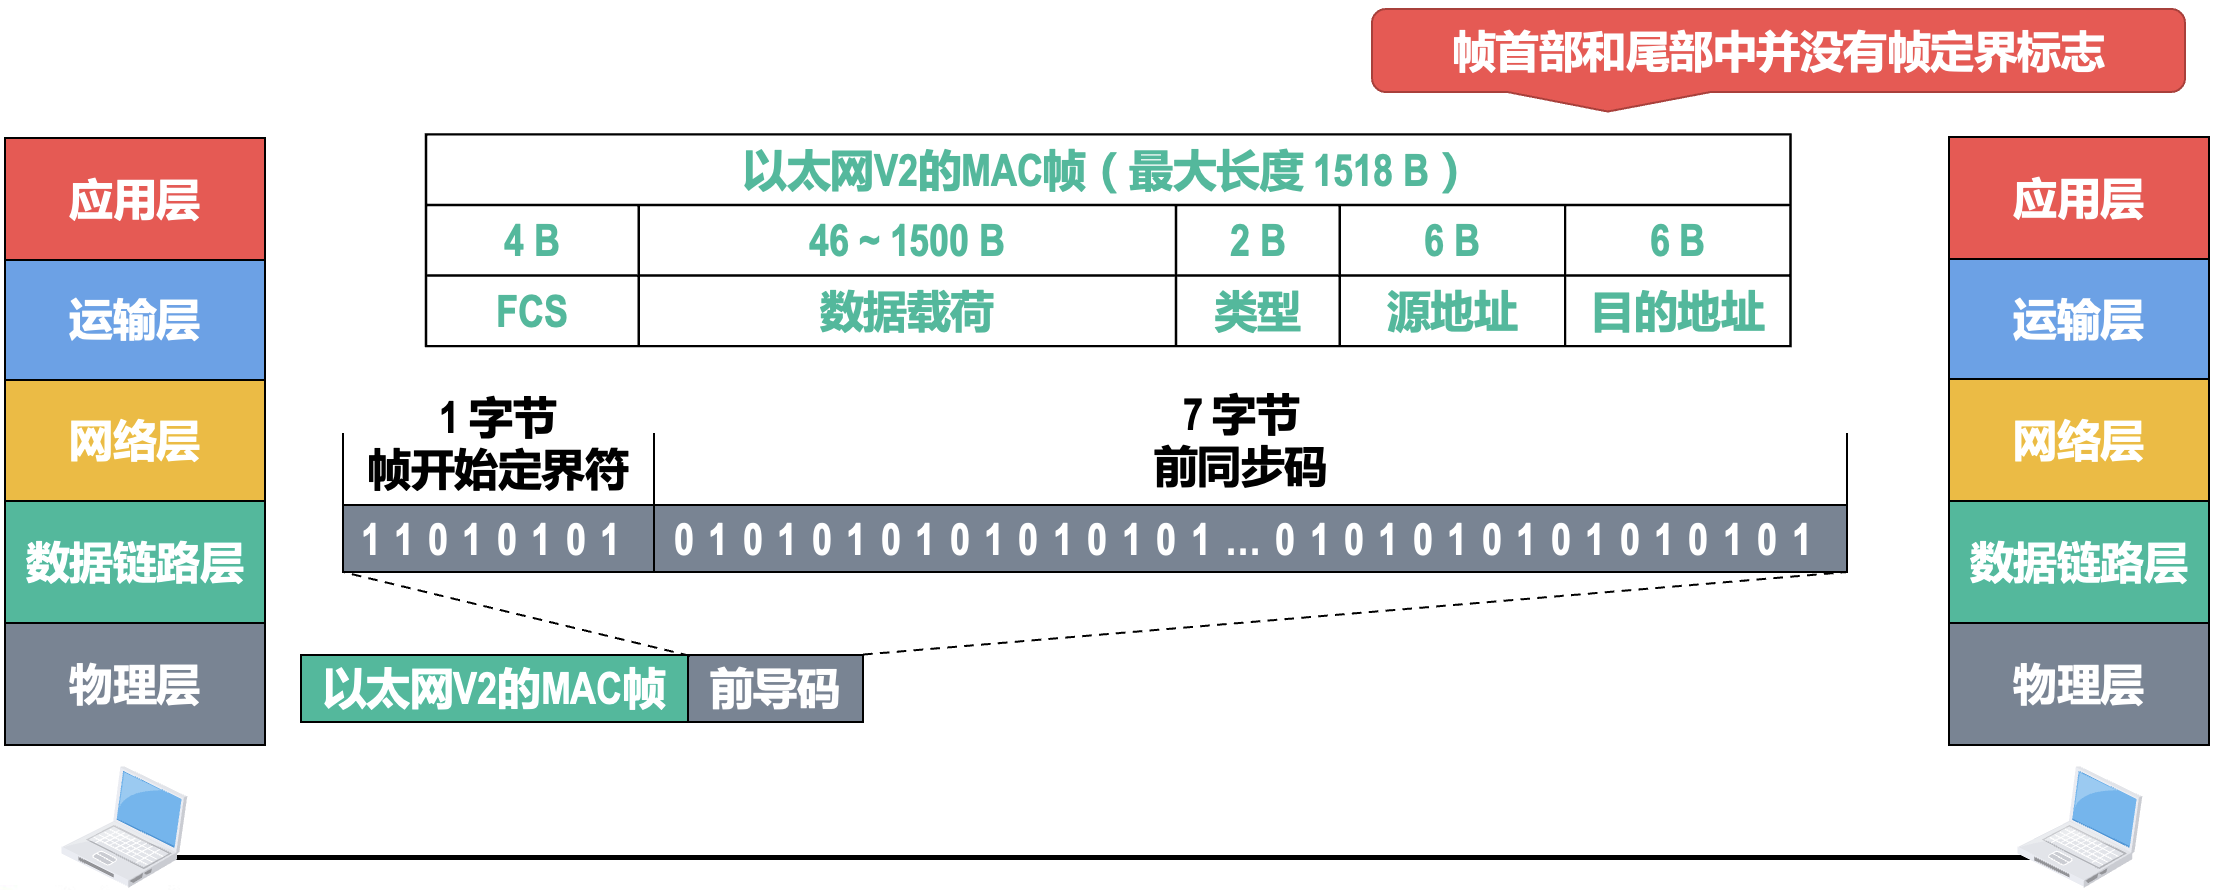 帧首部和尾部中并没有帧定界标志
应用层
运输层
网络层
数据链路层
物理层
以太网V2的MAC帧（最大长度 1518 B）
4 B
46 ~ 1500 B
2 B
6 B
6 B
FCS
数据载荷
类型
源地址
目的地址
1 字节
帧开始定界符
7 字节
前同步码
1 1 0 1 0 1 0 1
0 1 0 1 0 1 0 1 0 1 0 1 0 1 0 1 ... 0 1 0 1 0 1 0 1 0 1 0 1 0 1 0 1
以太网V2的MAC帧
前导码
应用层
运输层
网络层
数据链路层
物理层